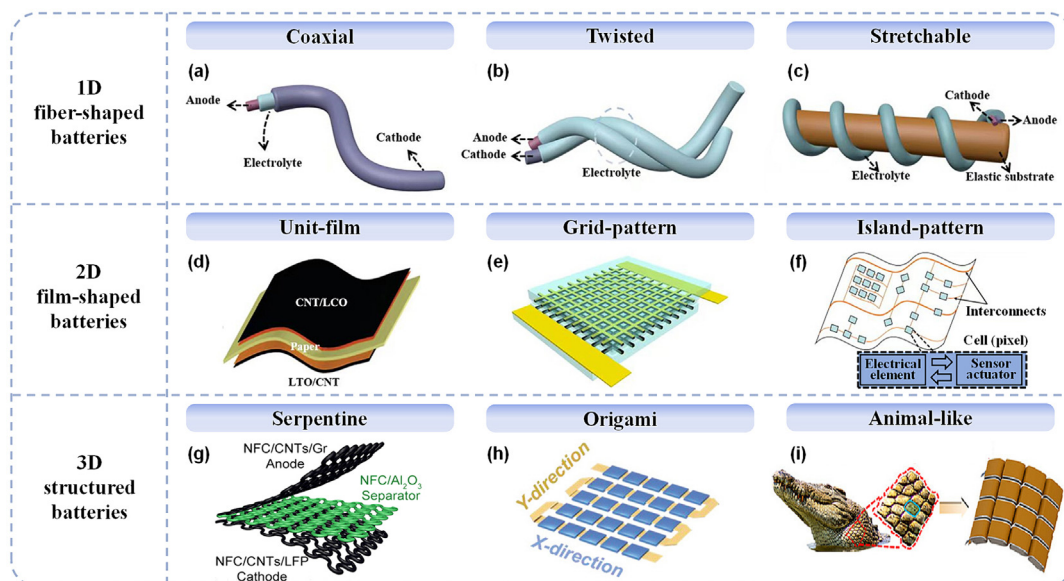 Coaxial
Twisted
Stretchable
1D
fiber-shaped
batteries
(a)
Anode
Electrolyte
Cathode
(b)
Anode
Cathode
Electrolyte
(c)
Cathode
Anode
Electrolyte
Elastic substrate
Unit-film
Grid-pattern
Island-pattern
2D
film-shaped
batteries
(d)
CNT/LCO
Paper
LTO/CNT
(e)
(f)
Interconnects
Cell (pixel)
Electrical
element
Sensor
actuator
Serpentine
Origami
Animal-like
3D
structured
batteries
(g)
NFC/CNTs/Gr
Anode
NFC/Al₂O₃
Separator
NFC/CNTs/LFP
Cathode
(h)
Y-direction
X-direction
(i)